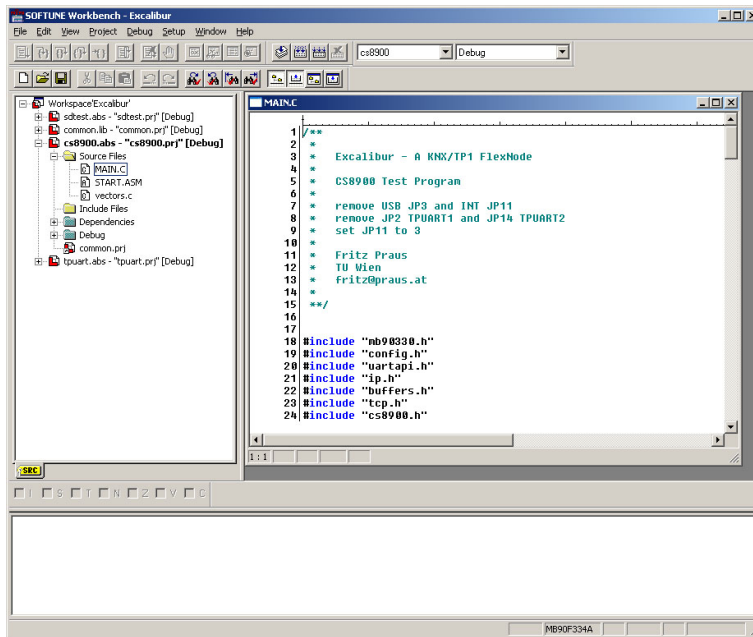 SOFTUNE Workbench - Excalibur
File Edit View Project Debug Setup Window Help
cs8900 Debug
Workspace'Excalibur'
sdtest.abs - "sdtest.prj" [Debug]
common.lib - "common.prj" [Debug]
cs8900.abs - "cs8900.prj" [Debug]
Source Files
MAIN.C
START.ASM
vectors.c
Include Files
Dependencies
Debug
common.prj
tpuart.abs - "tpuart.prj" [Debug]
SRC
MAIN.C
1 /**
2 *
3 * Excalibur - A KNX/TP1 FlexNode
4 *
5 * CS8900 Test Program
6 *
7 * remove USB JP3 and INT JP11
8 * remove JP2 TPUART1 and JP14 TPUART2
9 * set JP11 to 3
10 *
11 * Fritz Praus
12 * TU Wien
13 * fritz@praus.at
14 *
15 **/
16
17
18 #include "mb90330.h"
19 #include "config.h"
20 #include "uartapi.h"
21 #include "ip.h"
22 #include "buffers.h"
23 #include "tcp.h"
24 #include "cs8900.h"
1:1
I S T N Z V C
MB90F334A